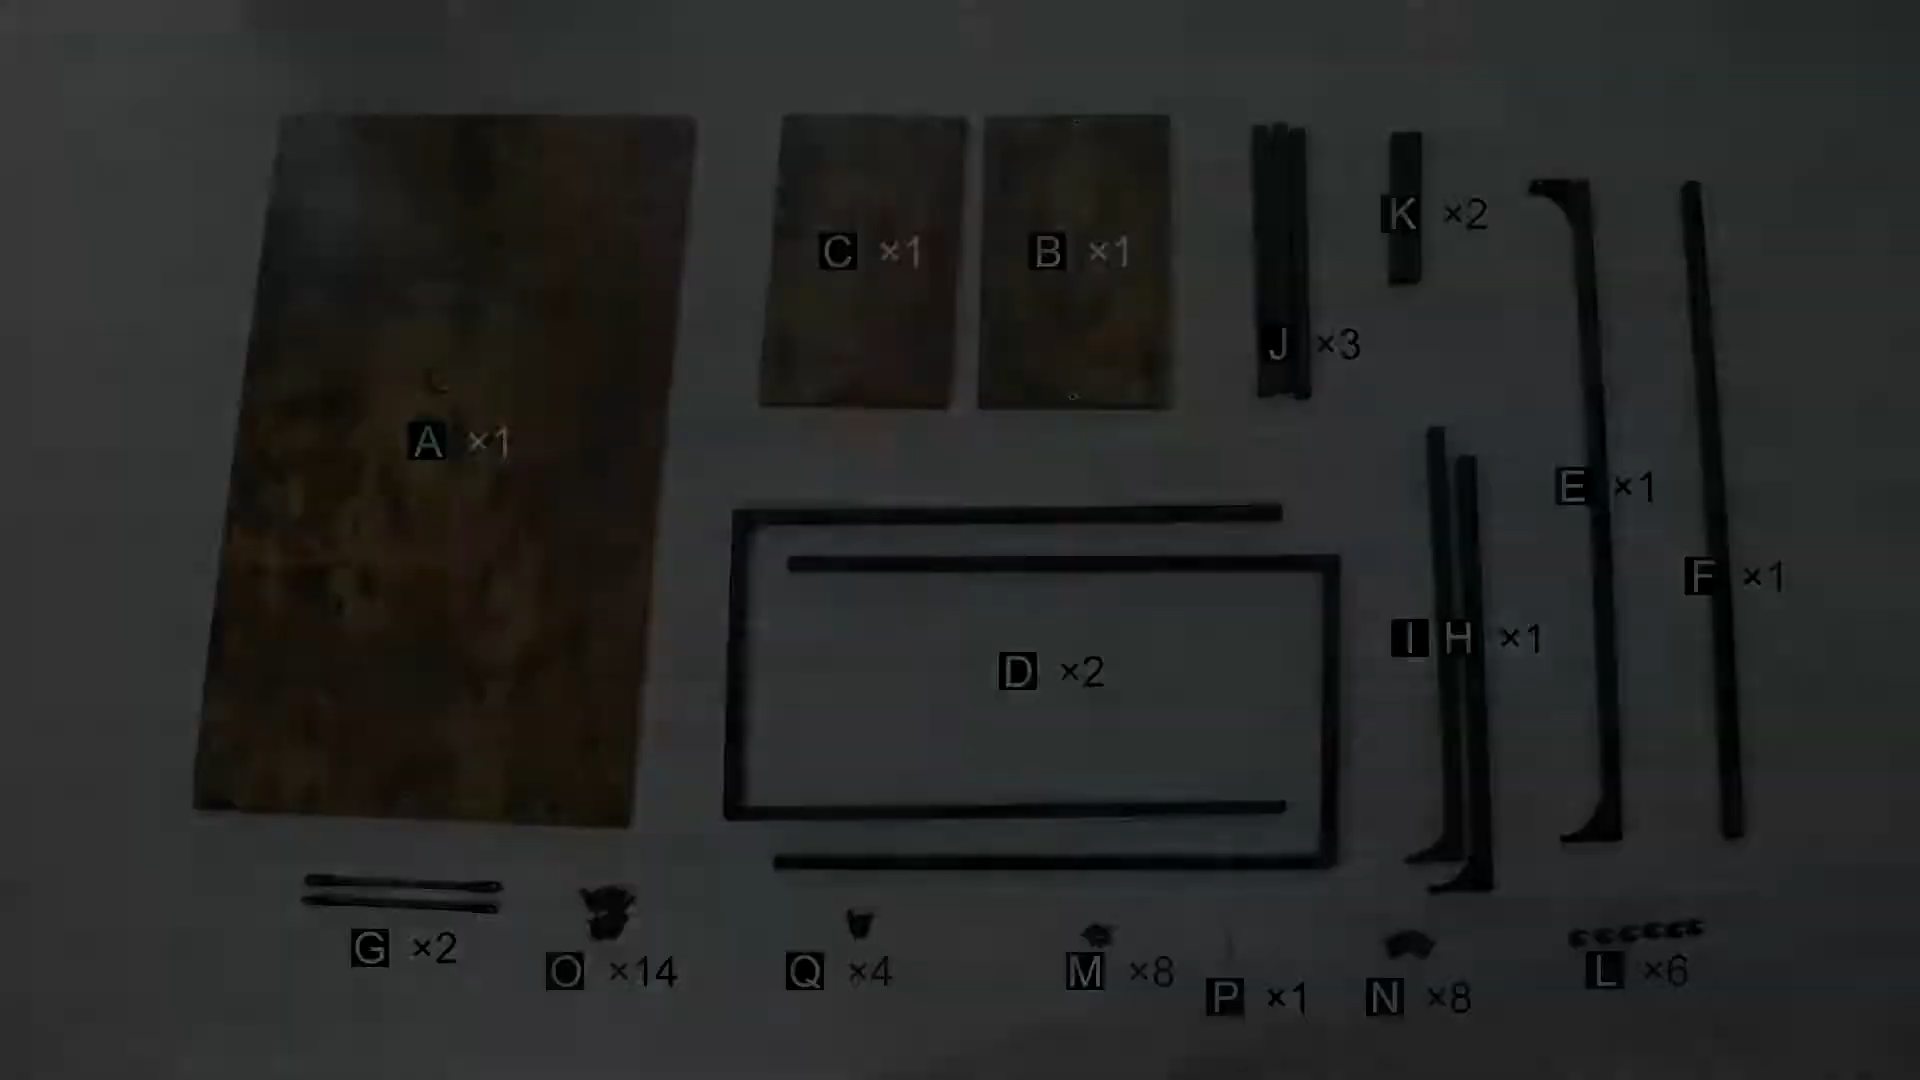 K ×2
C ×1
B ×1
J ×3
A ×1
E ×1
F ×1
I H ×1
D ×2
G ×2
O ×14
Q ×4
M ×8
P ×1
N ×8
L ×6